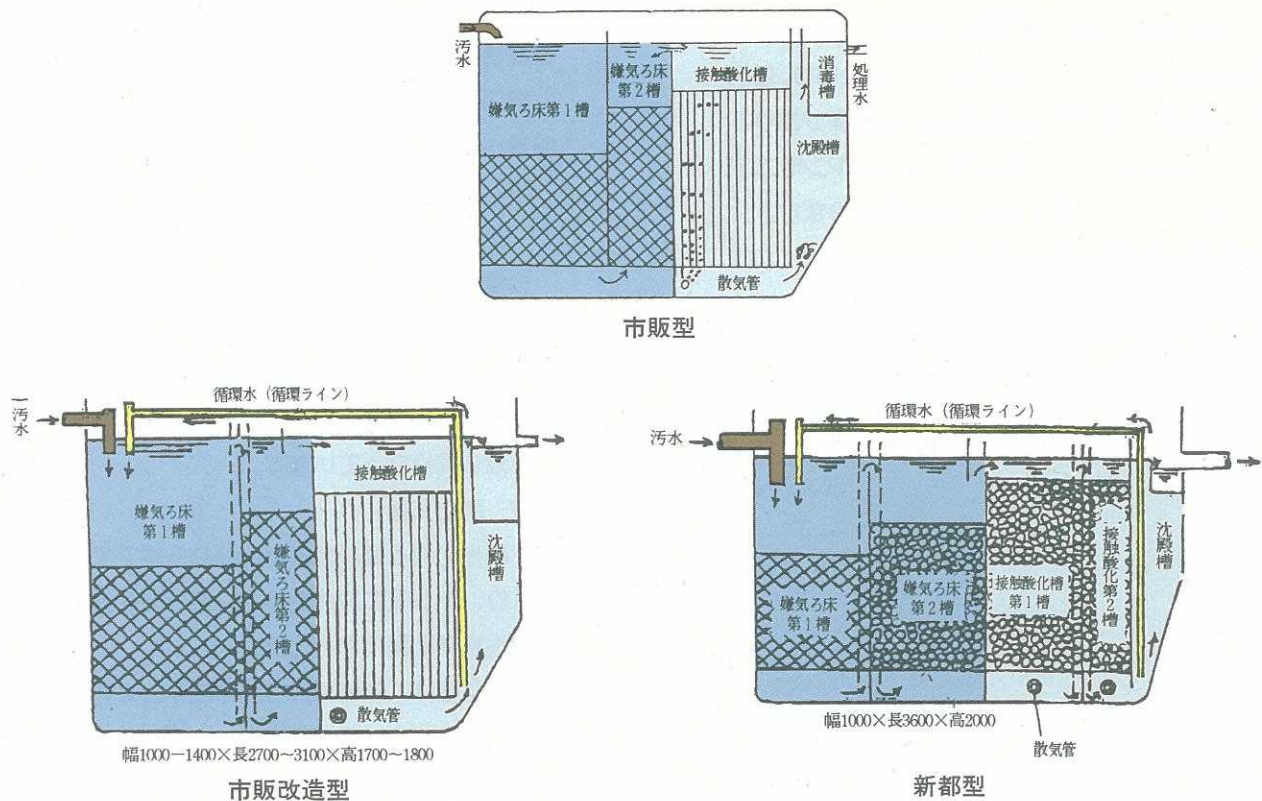 汚水
嫌気ろ床第1槽
嫌気ろ床
第2槽
接触酸化槽
消毒槽
処理水
沈殿槽
散気管
市販型
循環水（循環ライン）
汚水
嫌気ろ床
第1槽
嫌気ろ床第2槽
接触酸化槽
沈殿槽
散気管
幅1000－1400×長2700～3100×高1700～1800
市販改造型
循環水（循環ライン）
汚水
嫌気ろ床
第1槽
嫌気ろ床
第2槽
接触酸化槽
第1槽
接触酸化第2槽
沈殿槽
幅1000×長3600×高2000
散気管
新都型